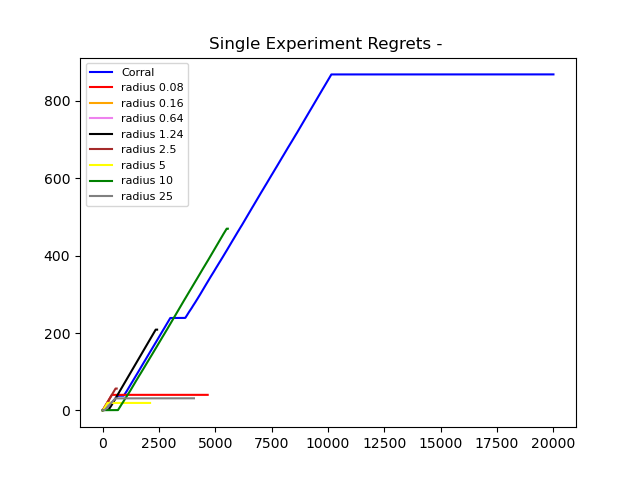 Single Experiment Regrets -
Corral
radius 0.08
radius 0.16
radius 0.64
radius 1.24
radius 2.5
radius 5
radius 10
radius 25
800
600
400
200
0
0 2500 5000 7500 10000 12500 15000 17500 20000